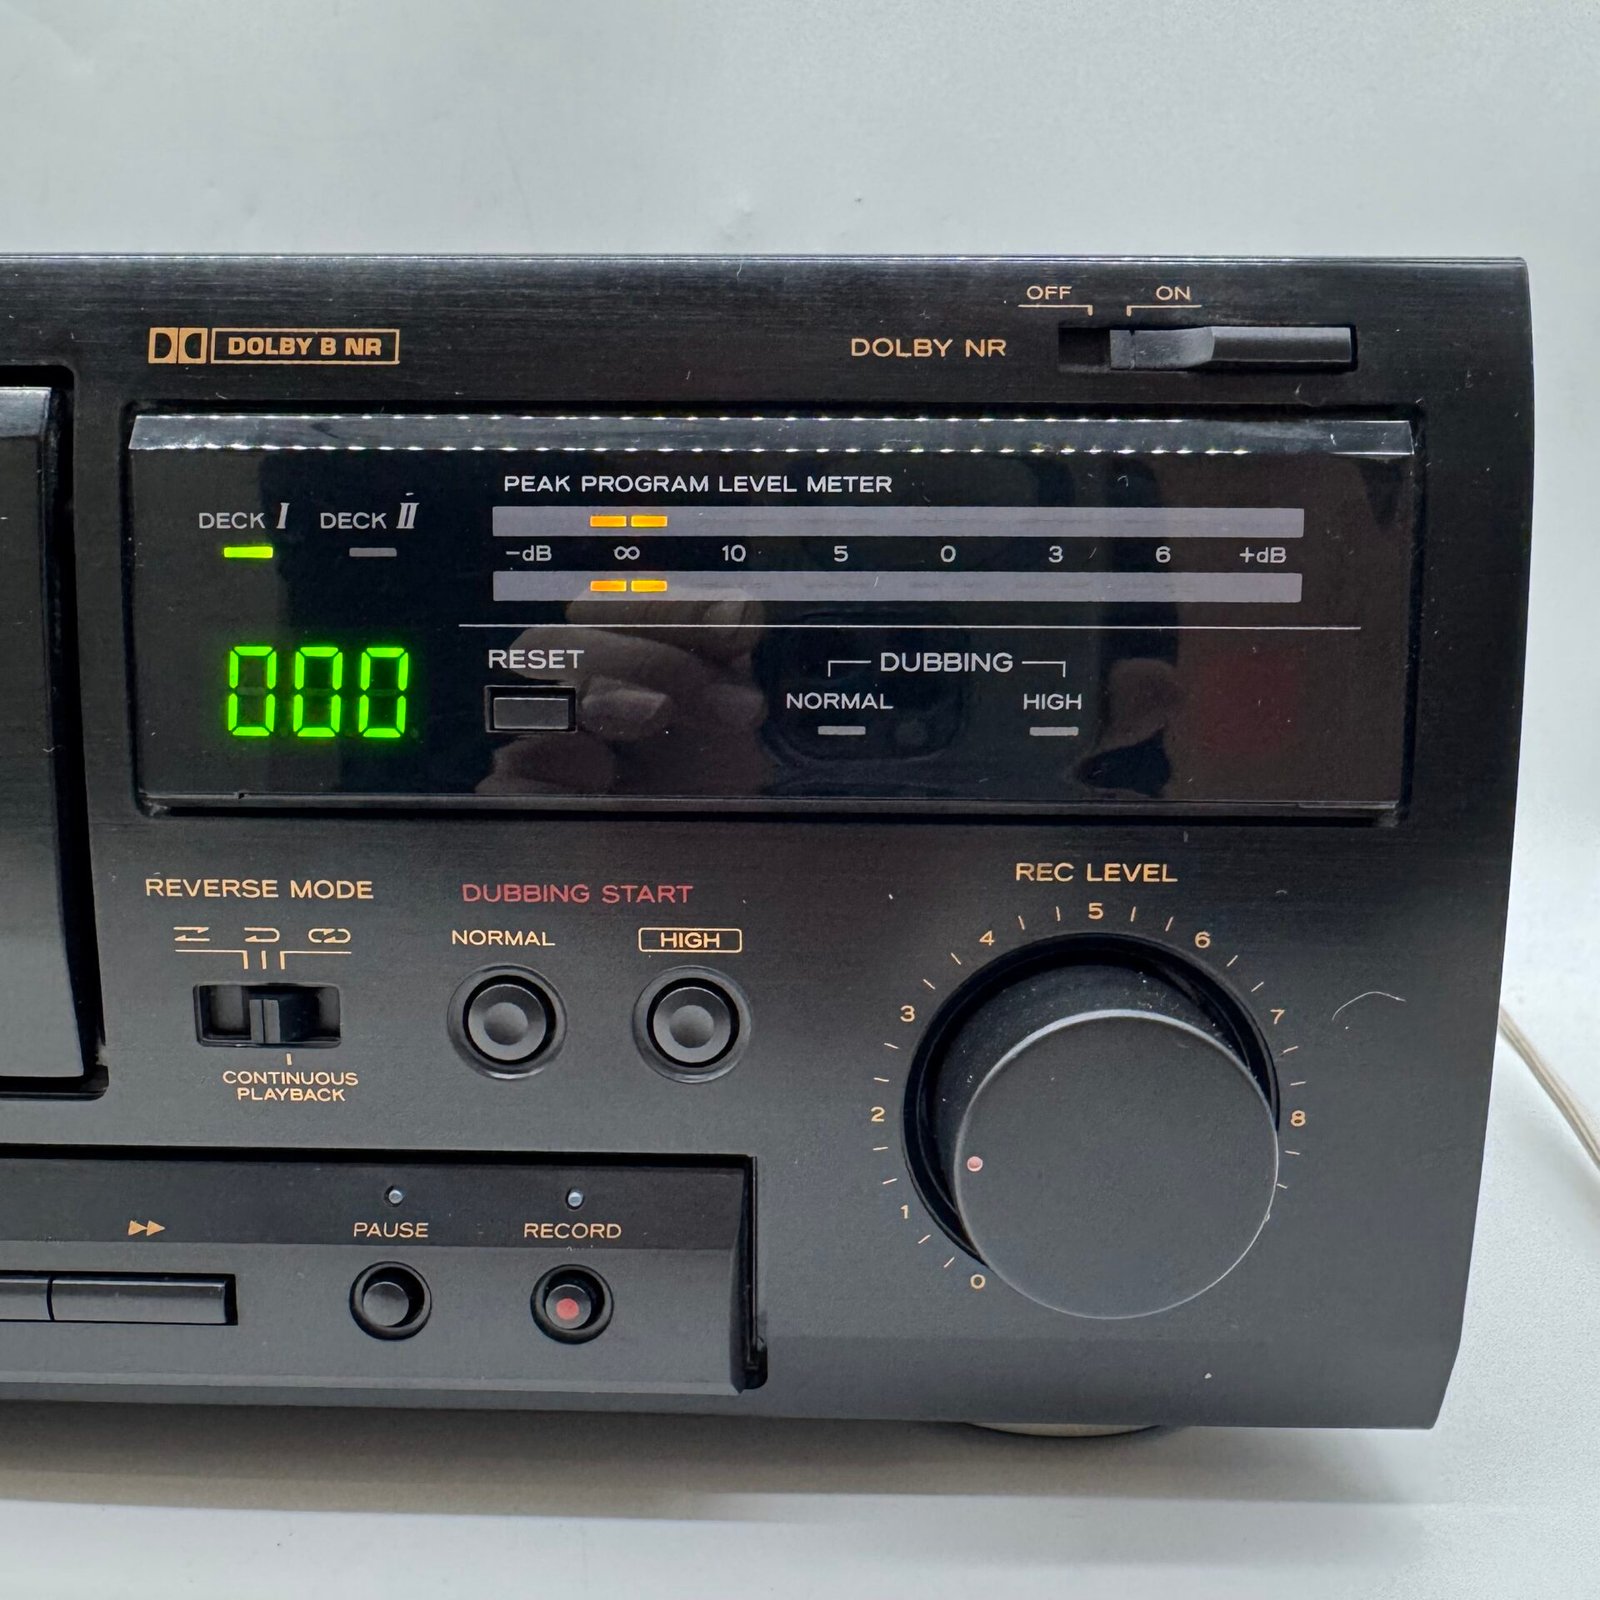 OFF ON
DOLBY B NR
DOLBY NR
PEAK PROGRAM LEVEL METER
DECK I DECK II
-dB ∞ 10 5 0 3 6 +dB
000
RESET
DUBBING
NORMAL HIGH
REVERSE MODE
CONTINUOUS
PLAYBACK
DUBBING START
NORMAL HIGH
REC LEVEL
0 1 2 3 4 5 6 7 8
PAUSE RECORD